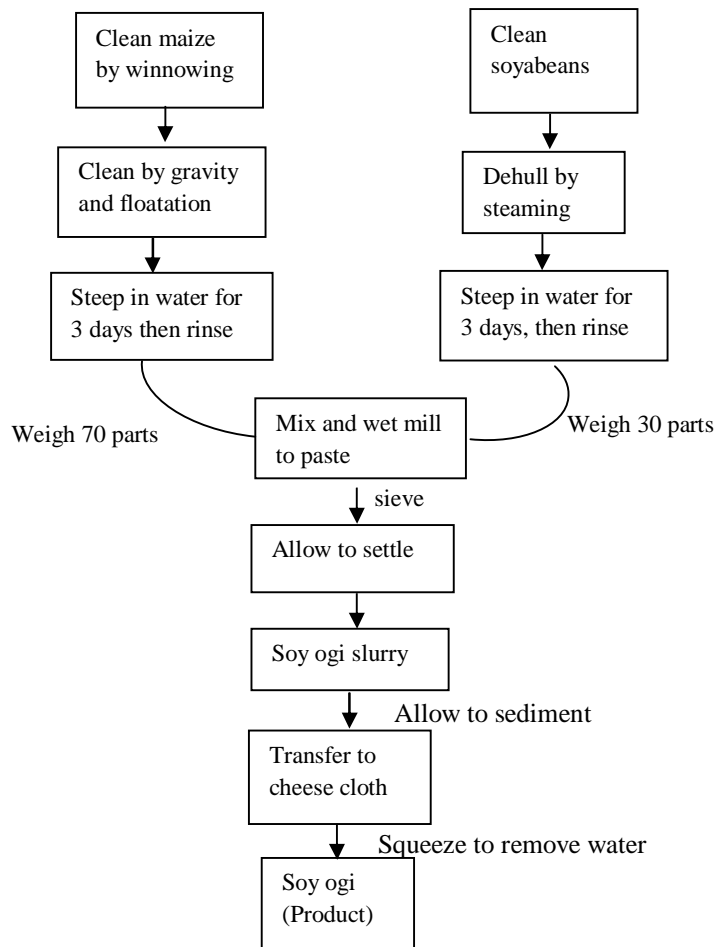 Clean maize
by winnowing
Clean
soyabeans
Clean by gravity
and floatation
Dehull by
steaming
Steep in water for
3 days then rinse
Steep in water for
3 days, then rinse
Weigh 70 parts
Mix and wet mill
to paste
Weigh 30 parts
sieve
Allow to settle
Soy ogi slurry
Allow to sediment
Transfer to
cheese cloth
Squeeze to remove water
Soy ogi
(Product)